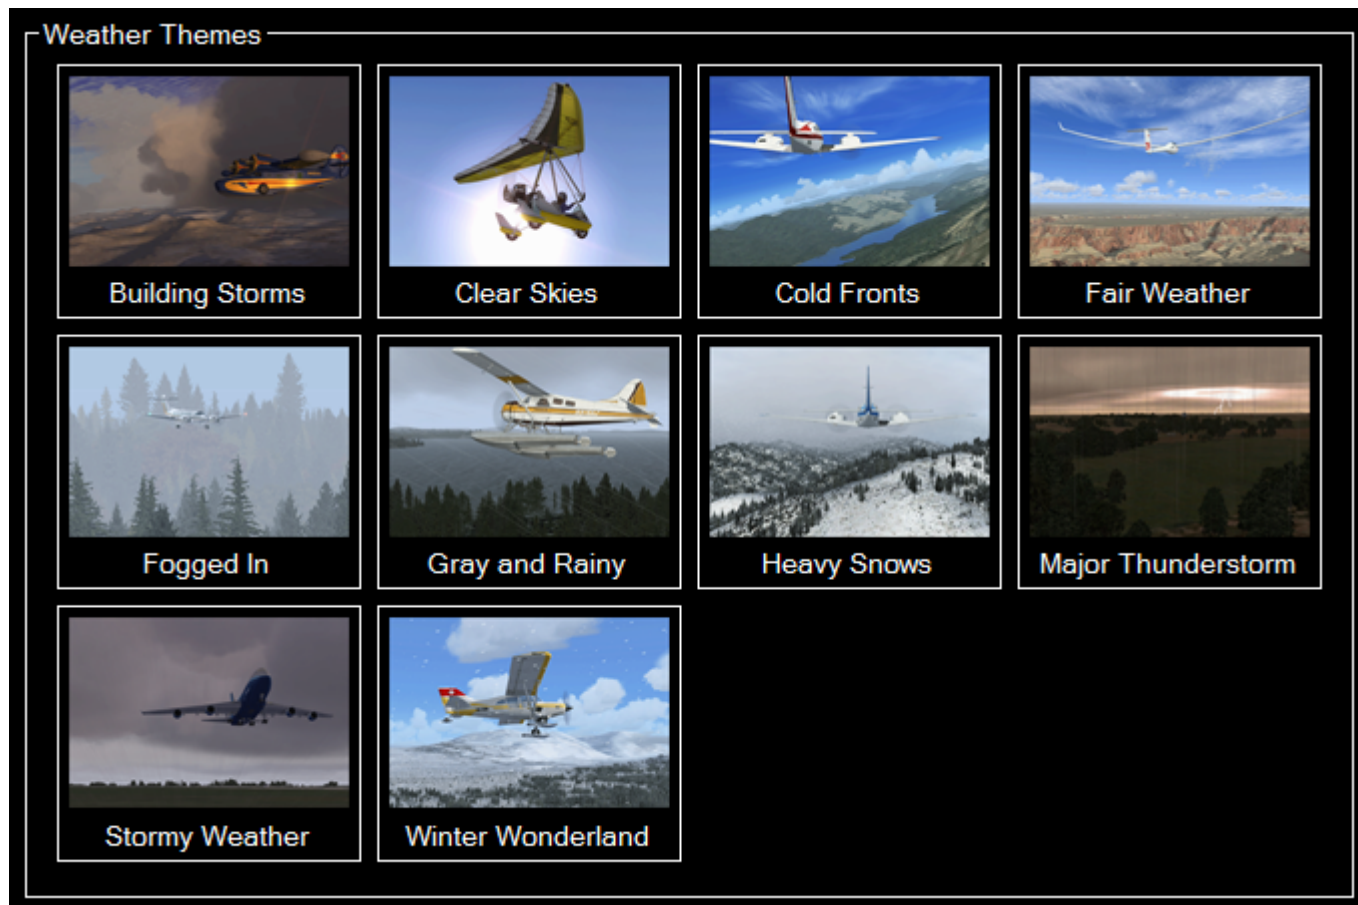 Weather Themes
Building Storms
Clear Skies
Cold Fronts
Fair Weather
Fogged In
Gray and Rainy
Heavy Snows
Major Thunderstorm
Stormy Weather
Winter Wonderland